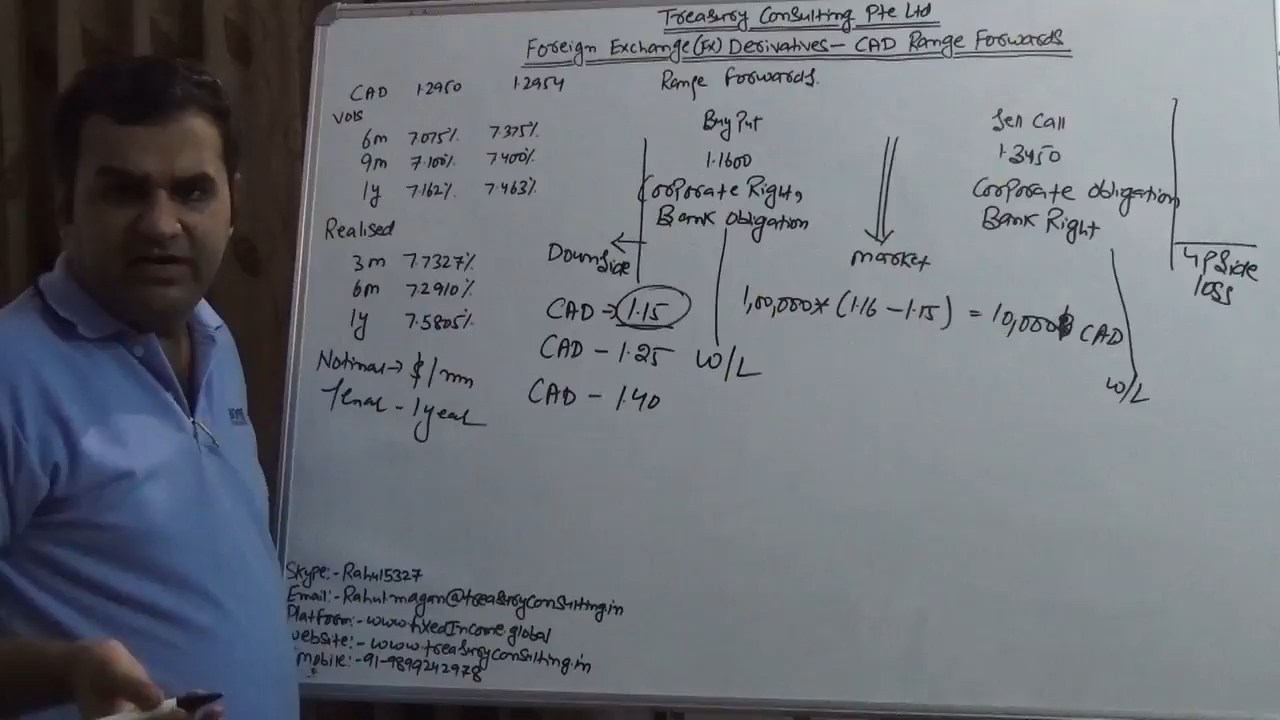 Treasury Consulting Pte Ltd
Foreign Exchange(FX) Derivatives- CAD Range Forwards
CAD 1.2950 1.2954
Vols
6m 7.075% 7.375%
9m 7.100% 7.400%
1y 7.162% 7.463%
Realised
3m 7.7327%
6m 7.2910%
1y 7.5805%
Notional → $/mn
Tenal - 1 year
Range Forwards.
Buy Put
1.1600
Corporate Right,
Bank obligation
Sell Call
1.3450
Corporate obligation
Bank Right
Down
Side
market
upside
loss
CAD → 1.15
1,00,000* (1.16 - 1.15) = 10,000 CAD
CAD - 1.25 W/L
CAD - 1.40
W/L
Skype:- Rahul5327
Email:- Rahul.magan@treasuryconsulting.in
Platform:- www.fixedIncome.global
website:- www.treasuryconsulting.in
mobile:- 91-9899242978